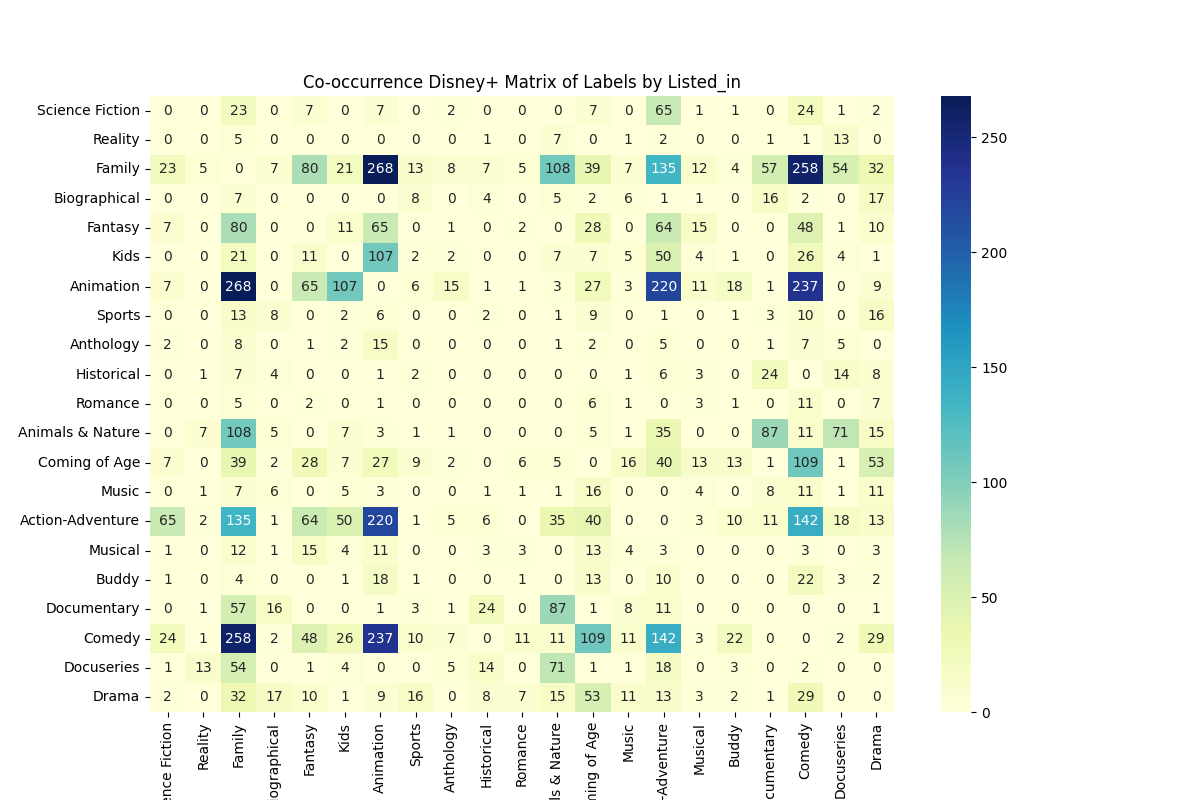 Co-occurrence Disney+ Matrix of Labels by Listed_in
Science Fiction 0 0 23 0 7 0 7 0 2 0 0 0 7 0 65 1 1 0 24 1 2
Reality 0 0 5 0 0 0 0 0 0 1 0 7 0 1 2 0 0 1 1 13 0
250
Family 23 5 0 7 80 21 268 13 8 7 5 108 39 7 135 12 4 57 258 54 32
Biographical 0 0 7 0 0 0 0 8 0 4 0 5 2 6 1 1 0 16 2 0 17
Fantasy 7 0 80 0 0 11 65 0 1 0 2 0 28 0 64 15 0 0 48 1 10
200
Kids 0 0 21 0 11 0 107 2 2 0 0 7 7 5 50 4 1 0 26 4 1
Animation 7 0 268 0 65 107 0 6 15 1 1 3 27 3 220 11 18 1 237 0 9
Sports 0 0 13 8 0 2 6 0 0 2 0 1 9 0 1 0 1 3 10 0 16
Anthology 2 0 8 0 1 2 15 0 0 0 0 1 2 0 5 0 0 1 7 5 0
150
Historical 0 1 7 4 0 0 1 2 0 0 0 0 0 1 6 3 0 24 0 14 8
Romance 0 0 5 0 2 0 1 0 0 0 0 0 6 1 0 3 1 0 11 0 7
Animals & Nature 0 7 108 5 0 7 3 1 1 0 0 0 5 1 35 0 0 87 11 71 15
Coming of Age 7 0 39 2 28 7 27 9 2 0 6 5 0 16 40 13 13 1 109 1 53
100
Music 0 1 7 6 0 5 3 0 0 1 1 1 16 0 0 4 0 8 11 1 11
Action-Adventure 65 2 135 1 64 50 220 1 5 6 0 35 40 0 0 3 10 11 142 18 13
Musical 1 0 12 1 15 4 11 0 0 3 3 0 13 4 3 0 0 0 3 0 3
Buddy 1 0 4 0 0 1 18 1 0 0 1 0 13 0 10 0 0 0 22 3 2
50
Documentary 0 1 57 16 0 0 1 3 1 24 0 87 1 8 11 0 0 0 0 0 1
Comedy 24 1 258 2 48 26 237 10 7 0 11 11 109 11 142 3 22 0 0 2 29
Docuseries 1 13 54 0 1 4 0 0 5 14 0 71 1 1 18 0 3 0 2 0 0
Drama 2 0 32 17 10 1 9 16 0 8 7 15 53 11 13 3 2 1 29 0 0
0
ence Fiction
Reality
Family
iographical
Fantasy
Kids
Animation
Sports
Anthology
Historical
Romance
ls & Nature
ming of Age
Music
-Adventure
Musical
Buddy
cumentary
Comedy
Docuseries
Drama